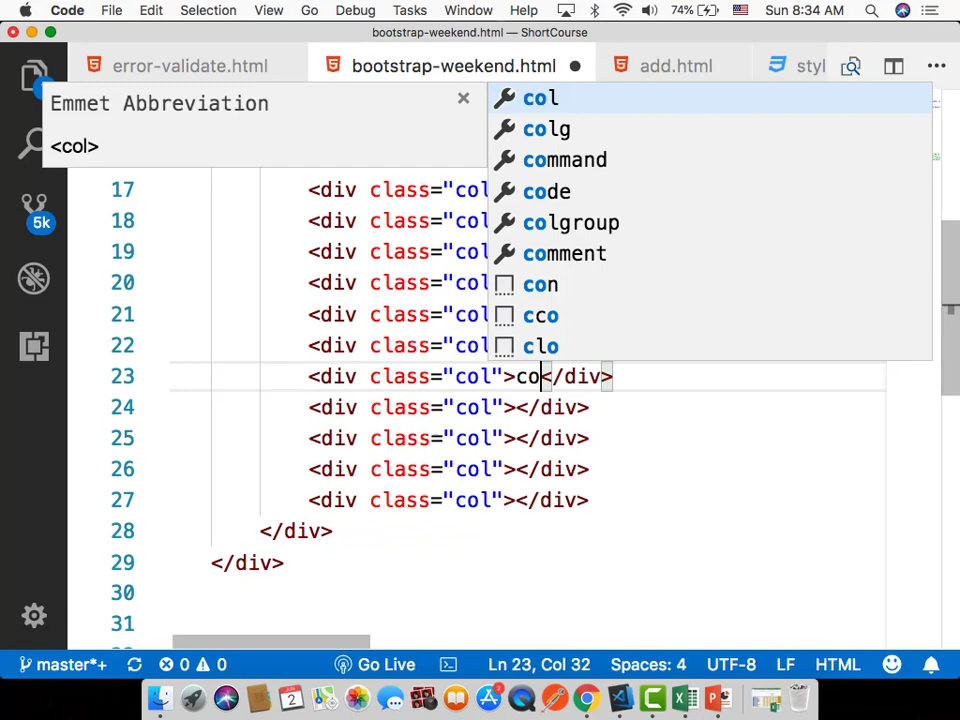 Code File Edit Selection View Go Debug Tasks Window Help 74% Sun 8:34 AM
bootstrap-weekend.html — ShortCourse
error-validate.html bootstrap-weekend.html add.html styl
Emmet Abbreviation
<col>
col
colg
command
code
colgroup
comment
con
cco
clo
5k
17 <div class="col"
18 <div class="col"
19 <div class="col"
20 <div class="col"
21 <div class="col"
22 <div class="col"
23 <div class="col">co</div>
24 <div class="col"></div>
25 <div class="col"></div>
26 <div class="col"></div>
27 <div class="col"></div>
28 </div>
29 </div>
30
31
master*+ 0 0 Go Live Ln 23, Col 32 Spaces: 4 UTF-8 LF HTML
JUN
2